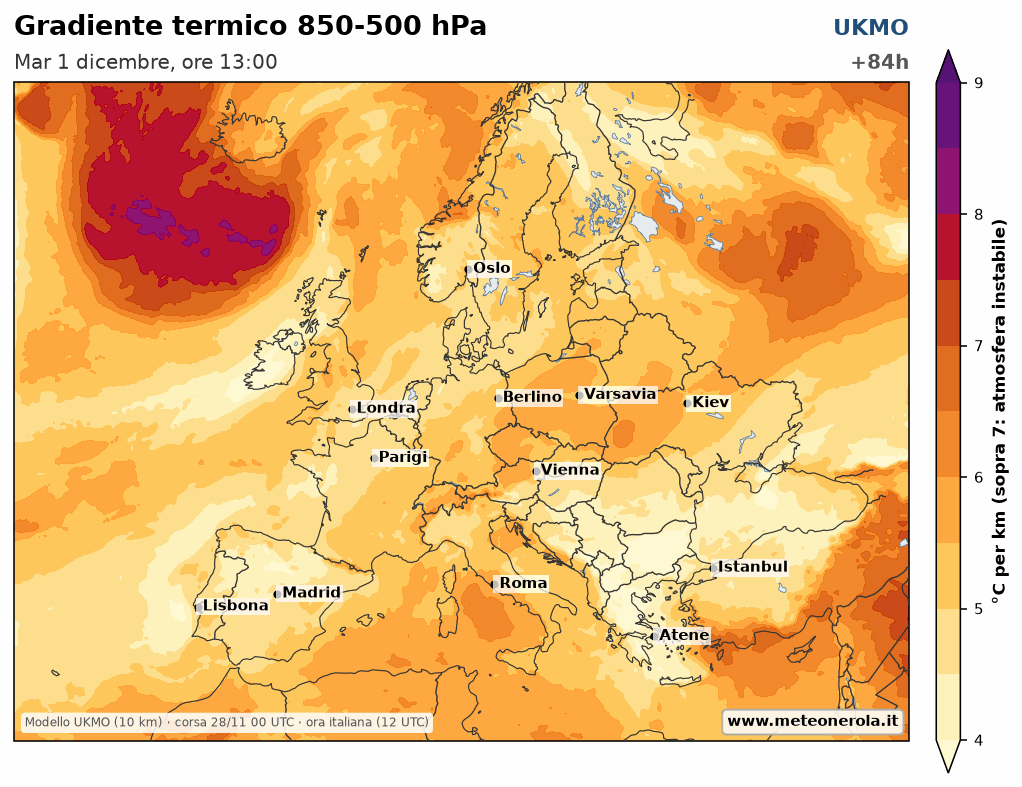 Gradiente termico 850-500 hPa
UKMO
Mar 1 dicembre, ore 13:00
+84h
9
8
7
6
5
4
°C per km (sopra 7: atmosfera instabile)
Oslo
Londra
Berlino
Varsavia
Kiev
Parigi
Vienna
Istanbul
Roma
Madrid
Lisbona
Atene
Modello UKMO (10 km) · corsa 28/11 00 UTC · ora italiana (12 UTC)
www.meteonerola.it